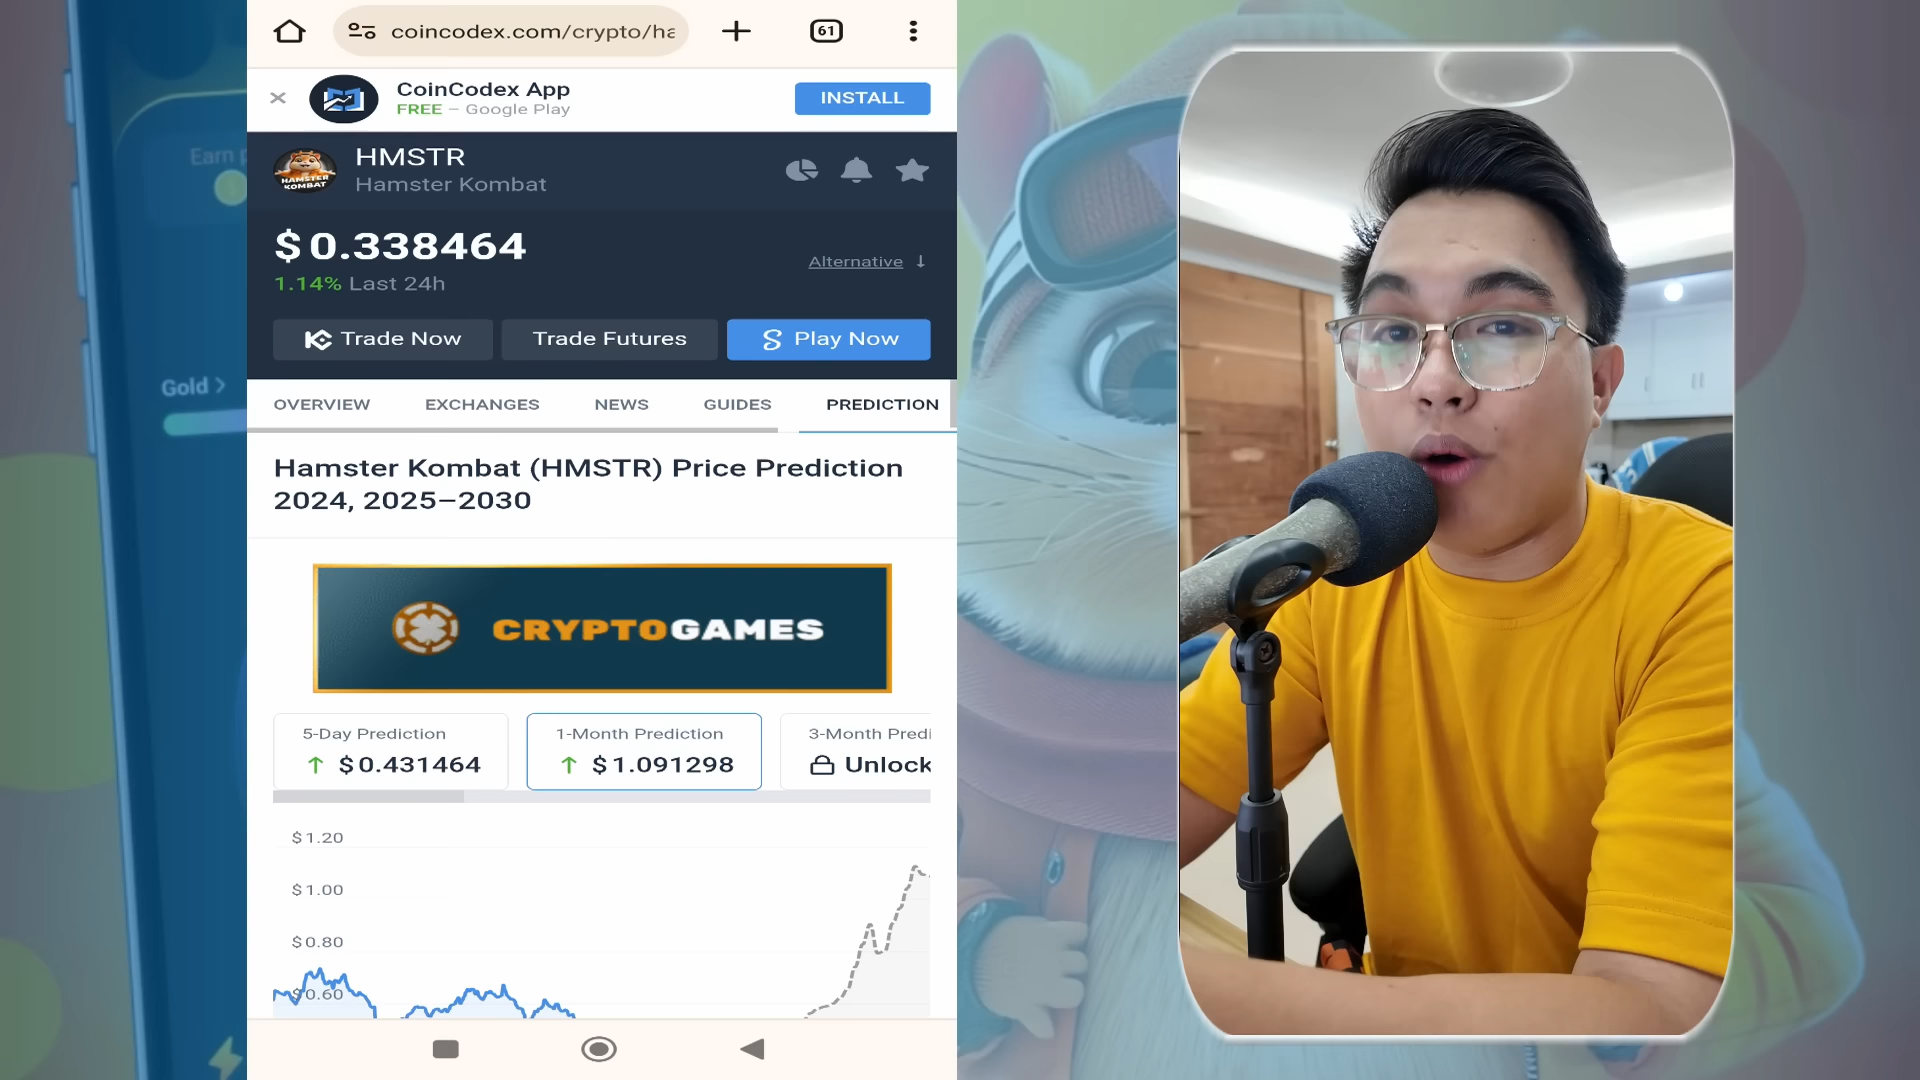 coincodex.com/crypto/ha
61
CoinCodex App
FREE – Google Play
INSTALL
HMSTR
Hamster Kombat
HAMSTER
KOMBAT
$0.338464
1.14% Last 24h
Alternative
Trade Now
Trade Futures
Play Now
OVERVIEW
EXCHANGES
NEWS
GUIDES
PREDICTION
Hamster Kombat (HMSTR) Price Prediction
2024, 2025–2030
CRYPTOGAMES
5-Day Prediction
$0.431464
1-Month Prediction
$1.091298
3-Month Predi
Unlock
$1.20
$1.00
$0.80
$0.60
Earn p
Gold >